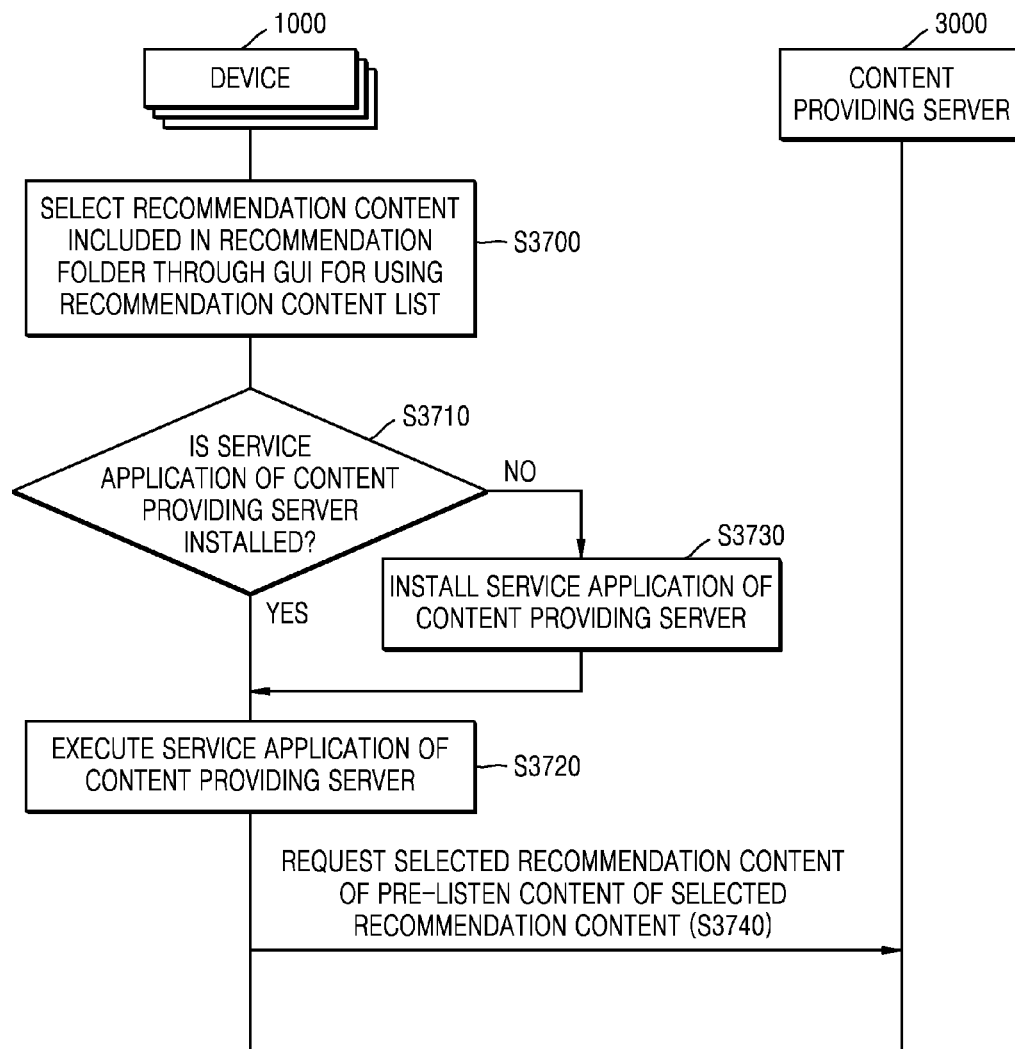 1000
DEVICE
3000
CONTENT
PROVIDING SERVER
SELECT RECOMMENDATION CONTENT
INCLUDED IN RECOMMENDATION
FOLDER THROUGH GUI FOR USING
RECOMMENDATION CONTENT LIST
S3700
S3710
IS SERVICE
APPLICATION OF CONTENT
PROVIDING SERVER
INSTALLED?
NO
YES
S3730
INSTALL SERVICE APPLICATION OF
CONTENT PROVIDING SERVER
EXECUTE SERVICE APPLICATION OF
CONTENT PROVIDING SERVER
S3720
REQUEST SELECTED RECOMMENDATION CONTENT
OF PRE-LISTEN CONTENT OF SELECTED
RECOMMENDATION CONTENT (S3740)